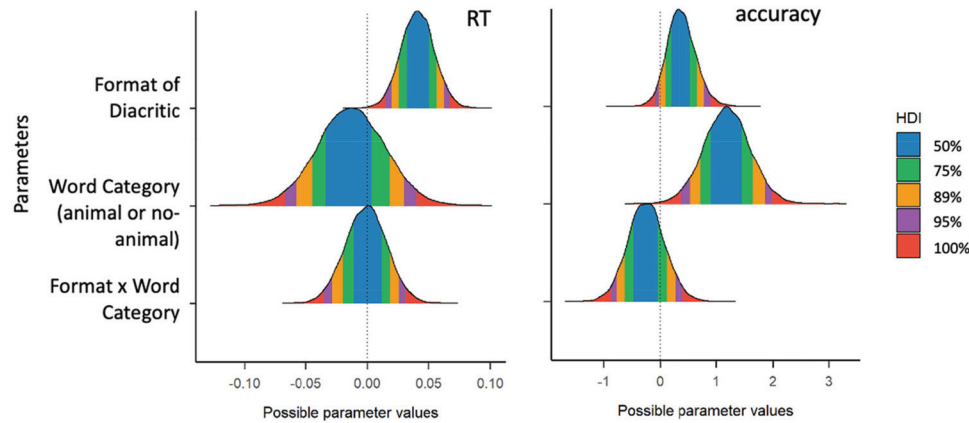 RT
accuracy
Parameters
Format of
Diacritic
Word Category
(animal or no-
animal)
Format x Word
Category
-0.10
-0.05
0.00
0.05
0.10
Possible parameter values
-1
0
1
2
3
Possible parameter values
HDI
50%
75%
89%
95%
100%